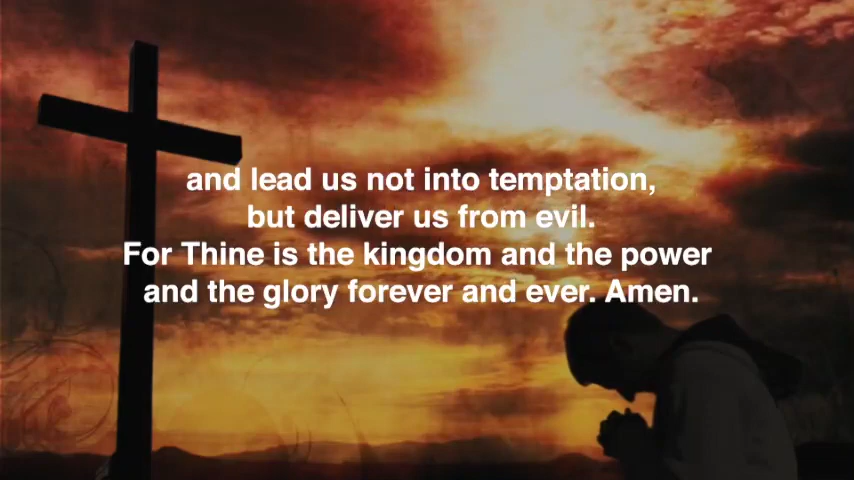 and lead us not into temptation,
but deliver us from evil.
For Thine is the kingdom and the power
and the glory forever and ever. Amen.